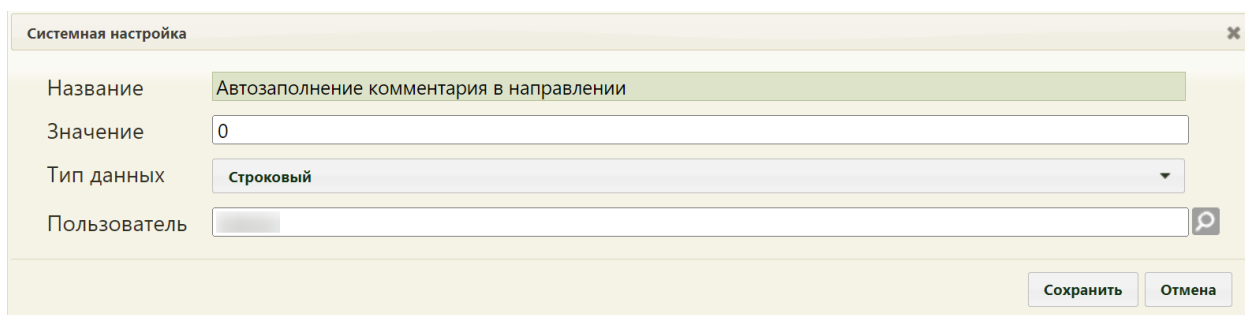 Системная настройка
Название Автозаполнение комментария в направлении
Значение 0
Тип данных Строковый
Пользователь
Сохранить Отмена